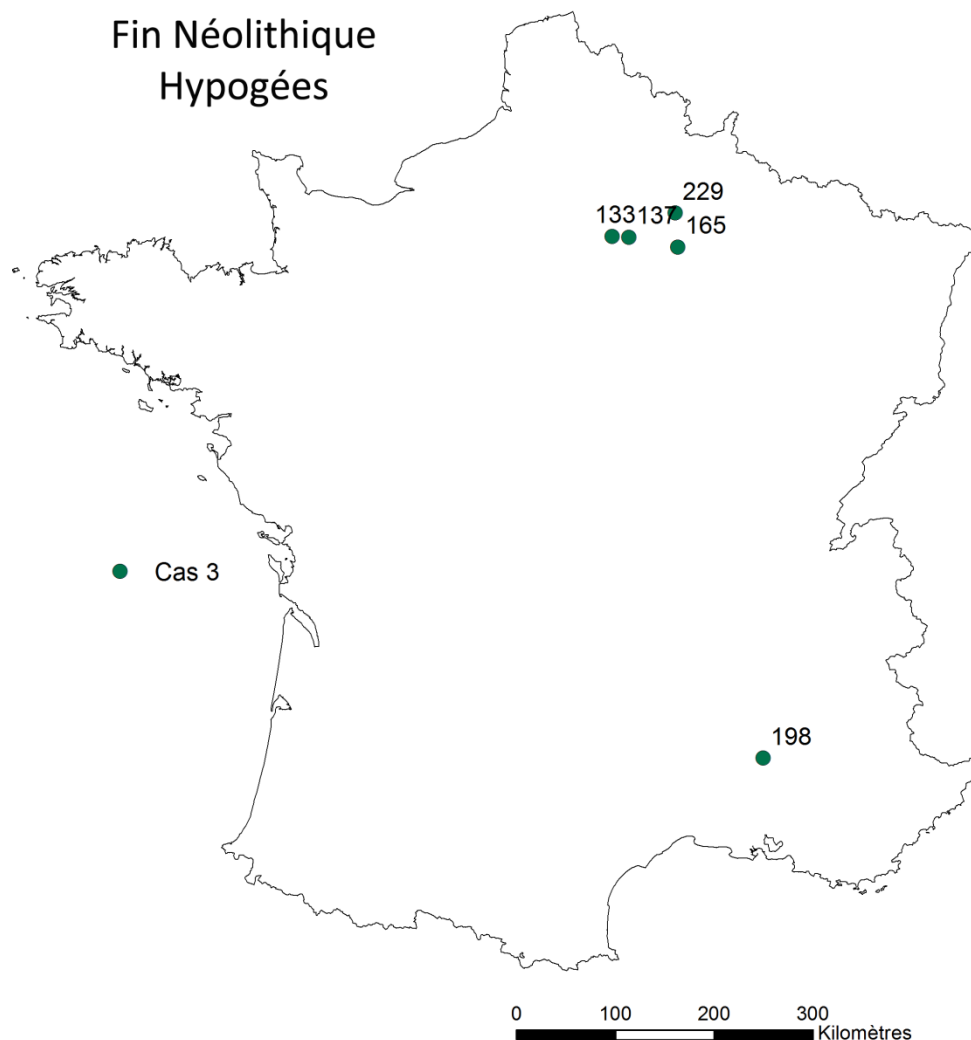 Fin Néolithique
Hypogées
229
133 137
165
Cas 3
198
0 100 200 300
Kilomètres